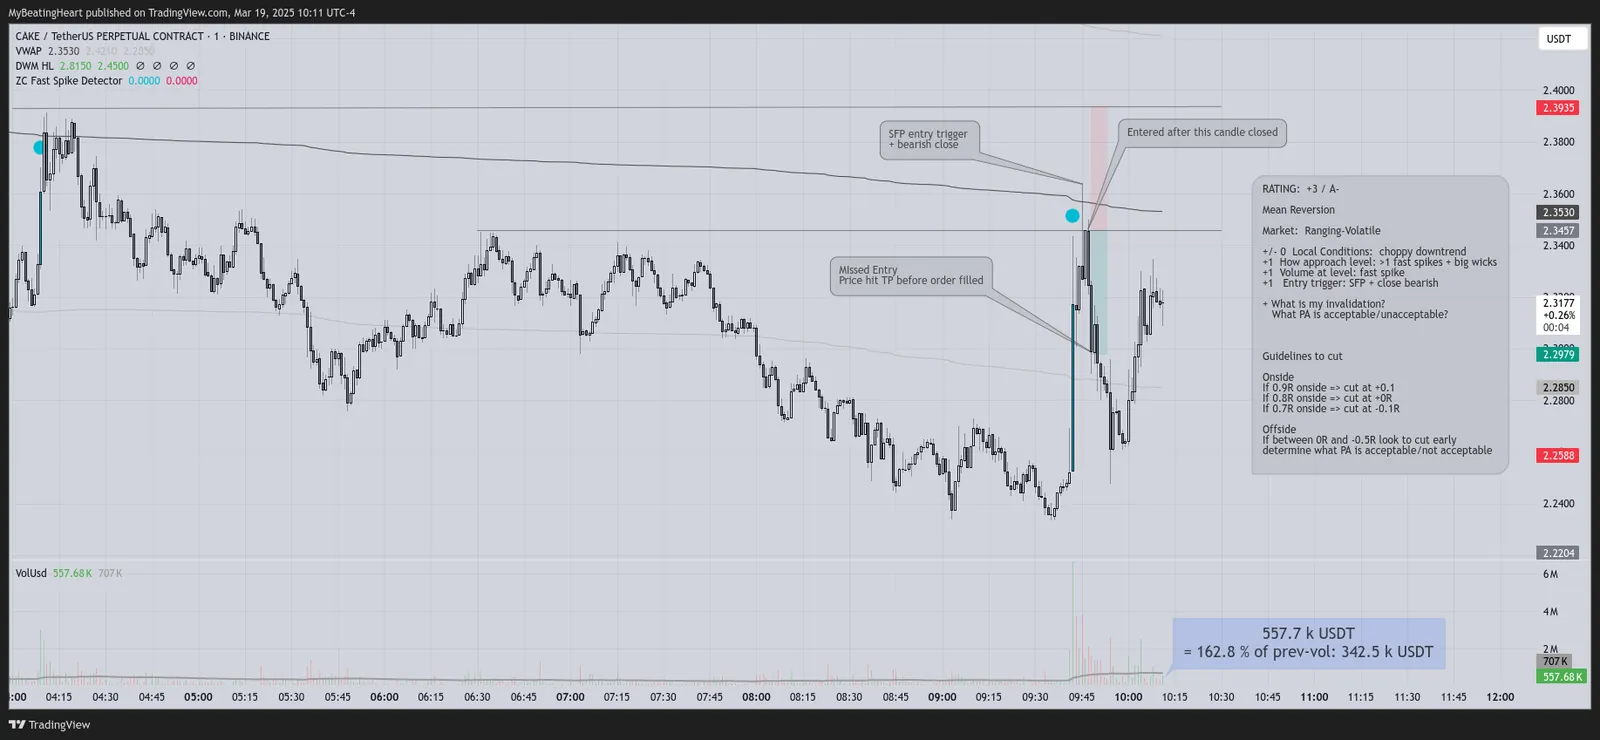 MyBeatingHeart published on TradingView.com, Mar 19, 2025 10:11 UTC-4
CAKE / TetherUS PERPETUAL CONTRACT · 1 · BINANCE
VWAP 2.3530 2.4210 2.2850
DWM HL 2.8150 2.4500 ∅ ∅ ∅ ∅
ZC Fast Spike Detector 0.0000 0.0000
USDT
2.4000
2.3935
2.3800
2.3600
2.3530
2.3457
2.3400
2.3177
+0.26%
00:04
2.2979
2.2850
2.2800
2.2588
2.2400
2.2204
SFP entry trigger
+ bearish close
Entered after this candle closed
Missed Entry
Price hit TP before order filled
RATING: +3 / A-
Mean Reversion
Market: Ranging-Volatile
+/- 0 Local Conditions: choppy downtrend
+1 How approach level: >1 fast spikes + big wicks
+1 Volume at level: fast spike
+1 Entry trigger: SFP + close bearish
+ What is my invalidation?
What PA is acceptable/unacceptable?
Guidelines to cut
Onside
If 0.9R onside => cut at +0.1
If 0.8R onside => cut at +0R
If 0.7R onside => cut at -0.1R
Offside
If between 0R and -0.5R look to cut early
determine what PA is acceptable/not acceptable
VolUsd 557.68K 707K
6M
4M
2M
707K
557.68K
557.7 k USDT
= 162.8 % of prev-vol: 342.5 k USDT
:00 04:15 04:30 04:45 05:00 05:15 05:30 05:45 06:00 06:15 06:30 06:45 07:00 07:15 07:30 07:45 08:00 08:15 08:30 08:45 09:00 09:15 09:30 09:45 10:00 10:15 10:30 10:45 11:00 11:15 11:45 12:00
TradingView